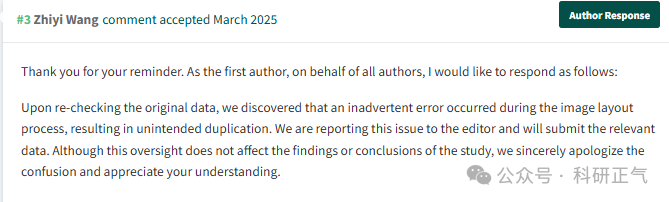 #3 Zhiyi Wang comment accepted March 2025
Author Response
Thank you for your reminder. As the first author, on behalf of all authors, I would like to respond as follows:
Upon re-checking the original data, we discovered that an inadvertent error occurred during the image layout
process, resulting in unintended duplication. We are reporting this issue to the editor and will submit the relevant
data. Although this oversight does not affect the findings or conclusions of the study, we sincerely apologize the
confusion and appreciate your understanding.
公众号 · 科研正气